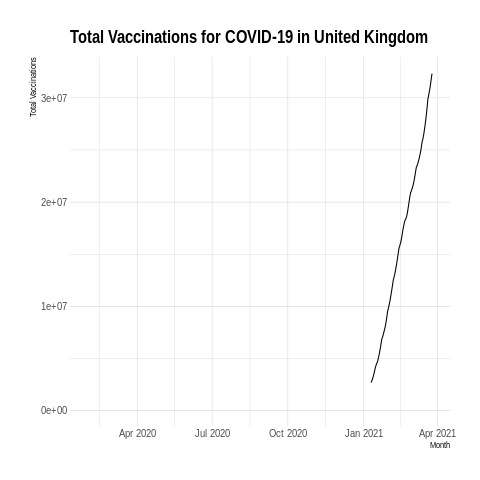 Total Vaccinations for COVID-19 in United Kingdom
Total Vaccinations
3e+07
2e+07
1e+07
0e+00
Apr 2020 Jul 2020 Oct 2020 Jan 2021 Apr 2021
Month